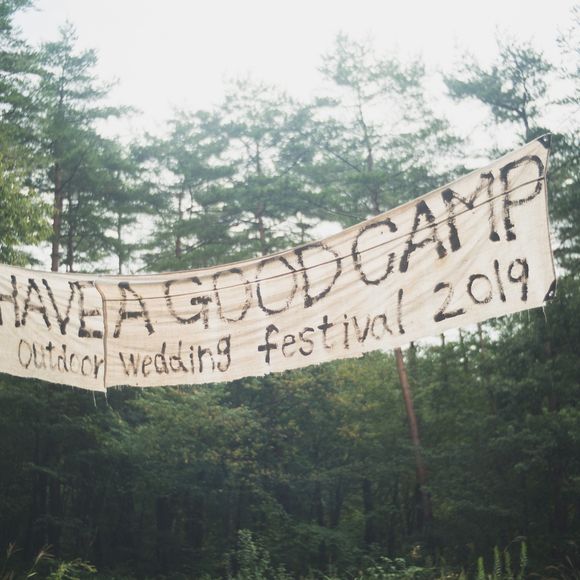 HAVE A GOOD CAMP
outdoor wedding festival 2019